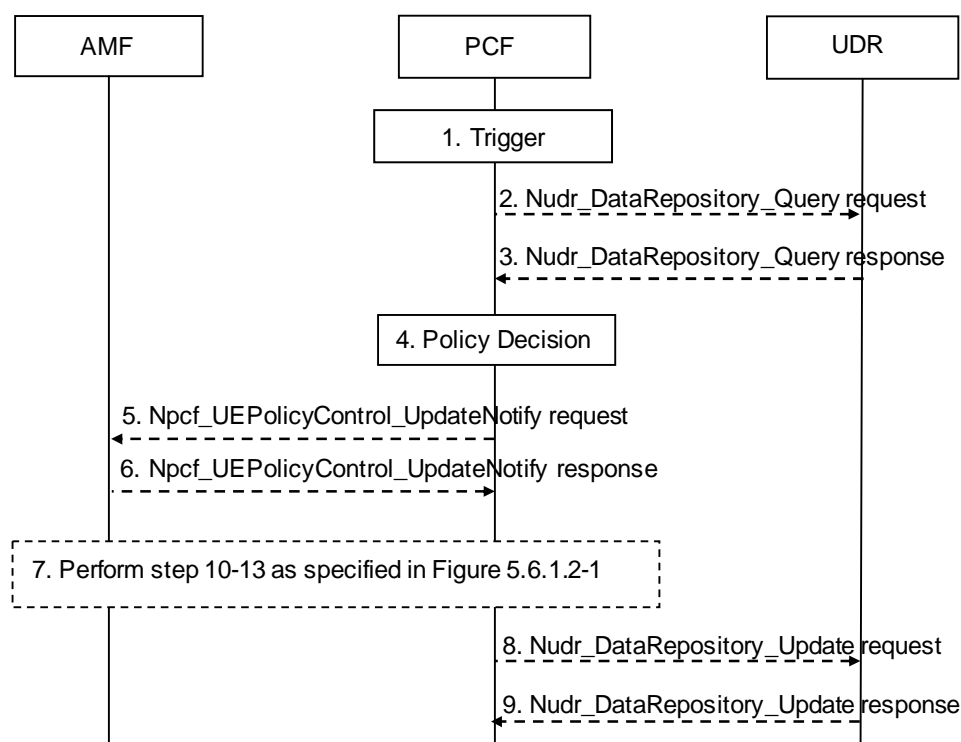 AMF
PCF
UDR
1. Trigger
2. Nudr_DataRepository_Query request
3. Nudr_DataRepository_Query response
4. Policy Decision
5. Npcf_UEPolicyControl_UpdateNotify request
6. Npcf_UEPolicyControl_UpdateNotify response
7. Perform step 10-13 as specified in Figure 5.6.1.2-1
8. Nudr_DataRepository_Update request
9. Nudr_DataRepository_Update response